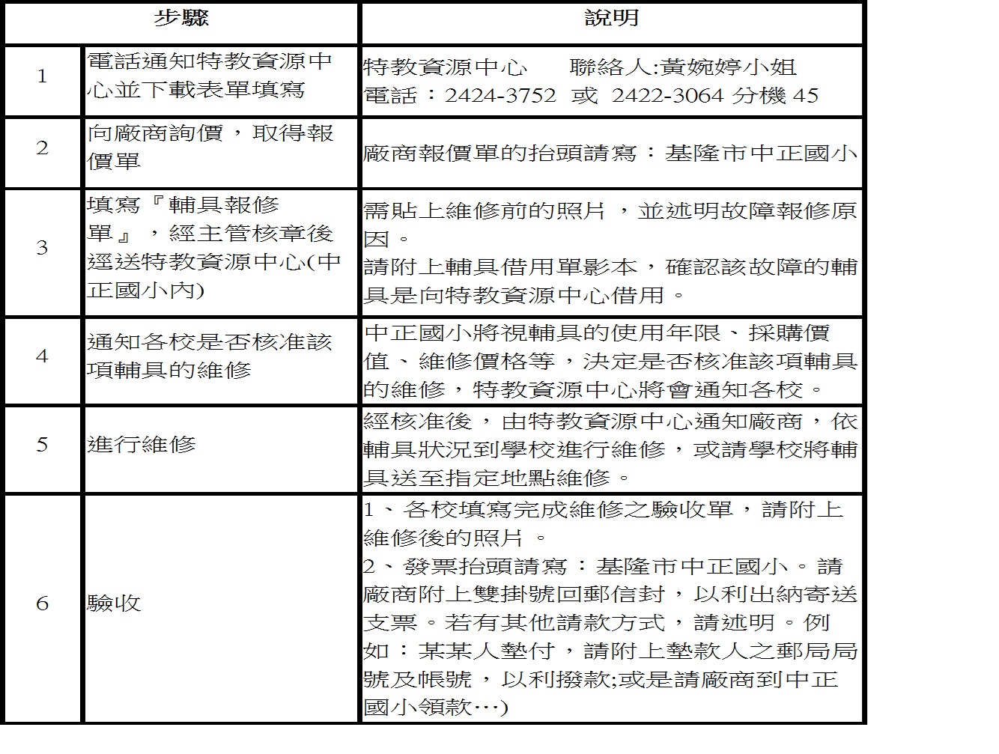 步驟
說明
1
電話通知特教資源中
心並下載表單填寫
特教資源中心 聯絡人:黃婉婷小姐
電話：2424-3752 或 2422-3064 分機 45
2
向廠商詢價，取得報
價單
廠商報價單的抬頭請寫：基隆市中正國小
3
填寫『輔具報修
單』，經主管核章後
逕送特教資源中心(中
正國小內)
需貼上維修前的照片，並述明故障報修原
因。
請附上輔具借用單影本，確認該故障的輔
具是向特教資源中心借用。
4
通知各校是否核准該
項輔具的維修
中正國小將視輔具的使用年限、採購價
值、維修價格等，決定是否核准該項輔具
的維修，特教資源中心將會通知各校。
5
進行維修
經核准後，由特教資源中心通知廠商，依
輔具狀況到學校進行維修，或請學校將輔
具送至指定地點維修。
6
驗收
1、各校填寫完成維修之驗收單，請附上
維修後的照片。
2、發票抬頭請寫：基隆市中正國小。請
廠商附上雙掛號回郵信封，以利出納寄送
支票。若有其他請款方式，請述明。例
如：某某人墊付，請附上墊款人之郵局局
號及帳號，以利撥款;或是請廠商到中正
國小領款…)